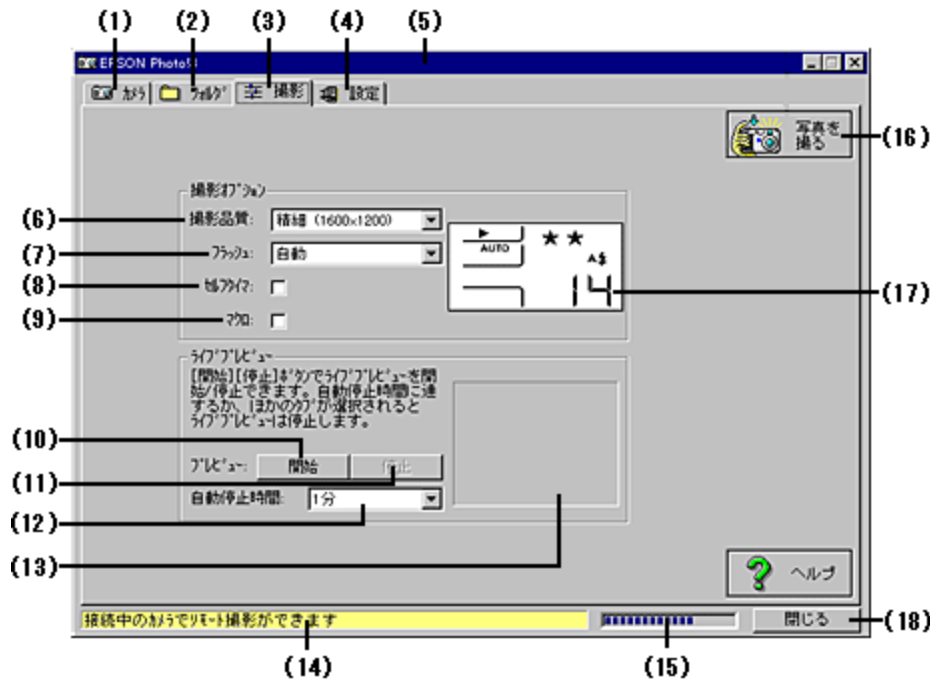 (1) (2) (3) (4) (5)
EPSON Photo!4
ｶﾒﾗ ﾌｫﾙﾀﾞ 撮影 設定
写真を
撮る
(16)
撮影ｵﾌﾟｼｮﾝ
(6) 撮影品質: 精細 (1600×1200)
(7) ﾌﾗｯｼｭ: 自動
(8) ｾﾙﾌﾀｲﾏ:
(9) ﾏｸﾛ:
AUTO
★★
A$
14
(17)
ﾗｲﾌﾞﾌﾟﾚﾋﾞｭｰ
[開始][停止]ﾎﾞﾀﾝでﾗｲﾌﾞﾌﾟﾚﾋﾞｭｰを開
始/停止できます。自動停止時間に達
するか、ほかのﾀﾌﾞが選択されると
ﾗｲﾌﾞﾌﾟﾚﾋﾞｭｰは停止します。
(10)
ﾌﾟﾚﾋﾞｭｰ: 開始 停止
(11)
自動停止時間: 1分
(12)
(13)
ヘルプ
接続中のｶﾒﾗでﾘﾓｰﾄ撮影ができます
閉じる
(18)
(14) (15)